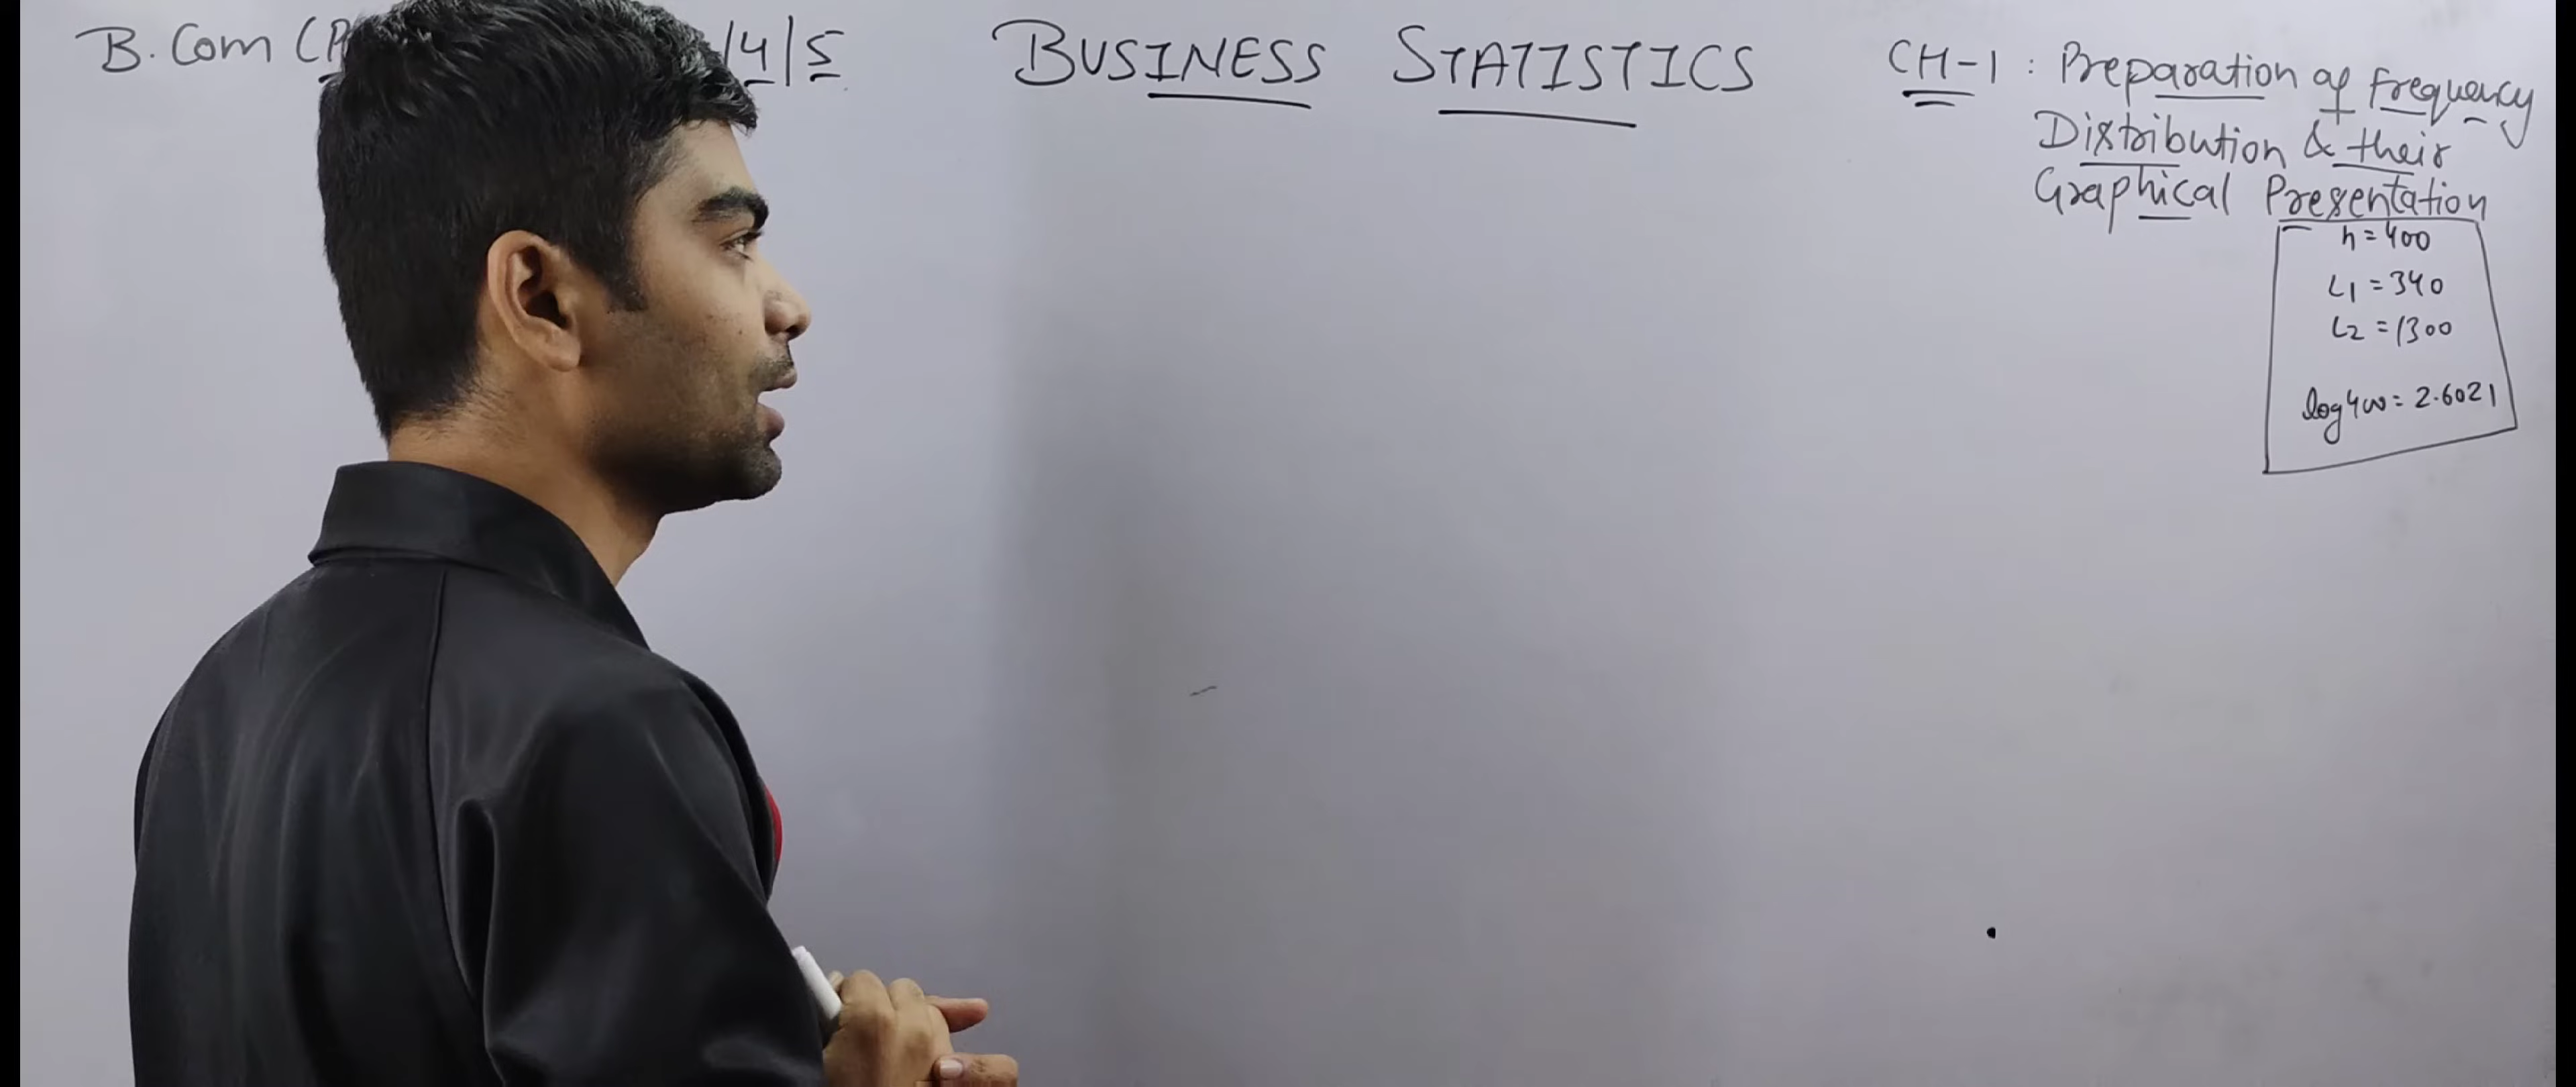 B. Com (P
/4/5
BUSINESS STATISTICS
CH-1 : Preparation of Frequency
Distribution & their
Graphical Presentation
n = 400
L1 = 340
L2 = 1300
log 400 = 2.6021